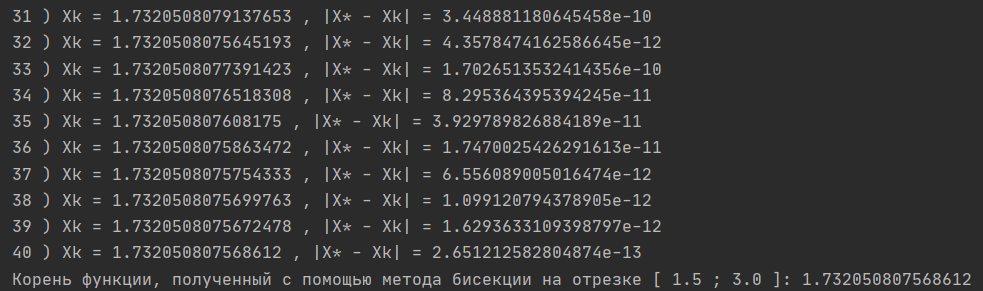 31 ) Xk = 1.7320508079137653 , |X* - Xk| = 3.448881180645458e-10
32 ) Xk = 1.7320508075645193 , |X* - Xk| = 4.3578474162586645e-12
33 ) Xk = 1.7320508077391423 , |X* - Xk| = 1.7026513532414356e-10
34 ) Xk = 1.7320508076518308 , |X* - Xk| = 8.295364395394245e-11
35 ) Xk = 1.732050807608175 , |X* - Xk| = 3.929789826884189e-11
36 ) Xk = 1.7320508075863472 , |X* - Xk| = 1.7470025426291613e-11
37 ) Xk = 1.7320508075754333 , |X* - Xk| = 6.556089005016474e-12
38 ) Xk = 1.7320508075699763 , |X* - Xk| = 1.099120794378905e-12
39 ) Xk = 1.7320508075672478 , |X* - Xk| = 1.6293633109398797e-12
40 ) Xk = 1.732050807568612 , |X* - Xk| = 2.651212582804874e-13
Корень функции, полученный с помощью метода бисекции на отрезке [ 1.5 ; 3.0 ]: 1.732050807568612